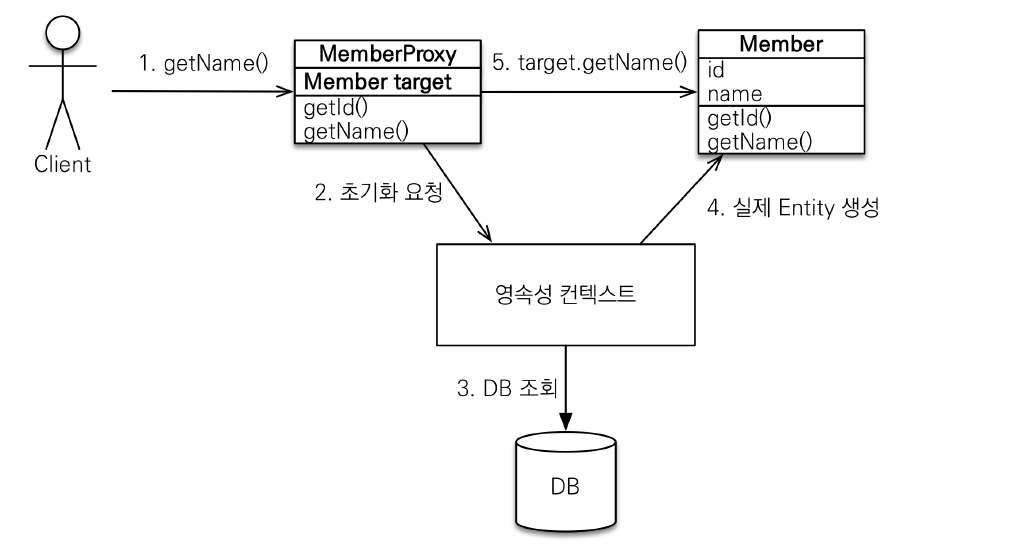 Client
1. getName()
MemberProxy
Member target
getId()
getName()
5. target.getName()
Member
id
name
getId()
getName()
2. 초기화 요청
4. 실제 Entity 생성
영속성 컨텍스트
3. DB 조회
DB